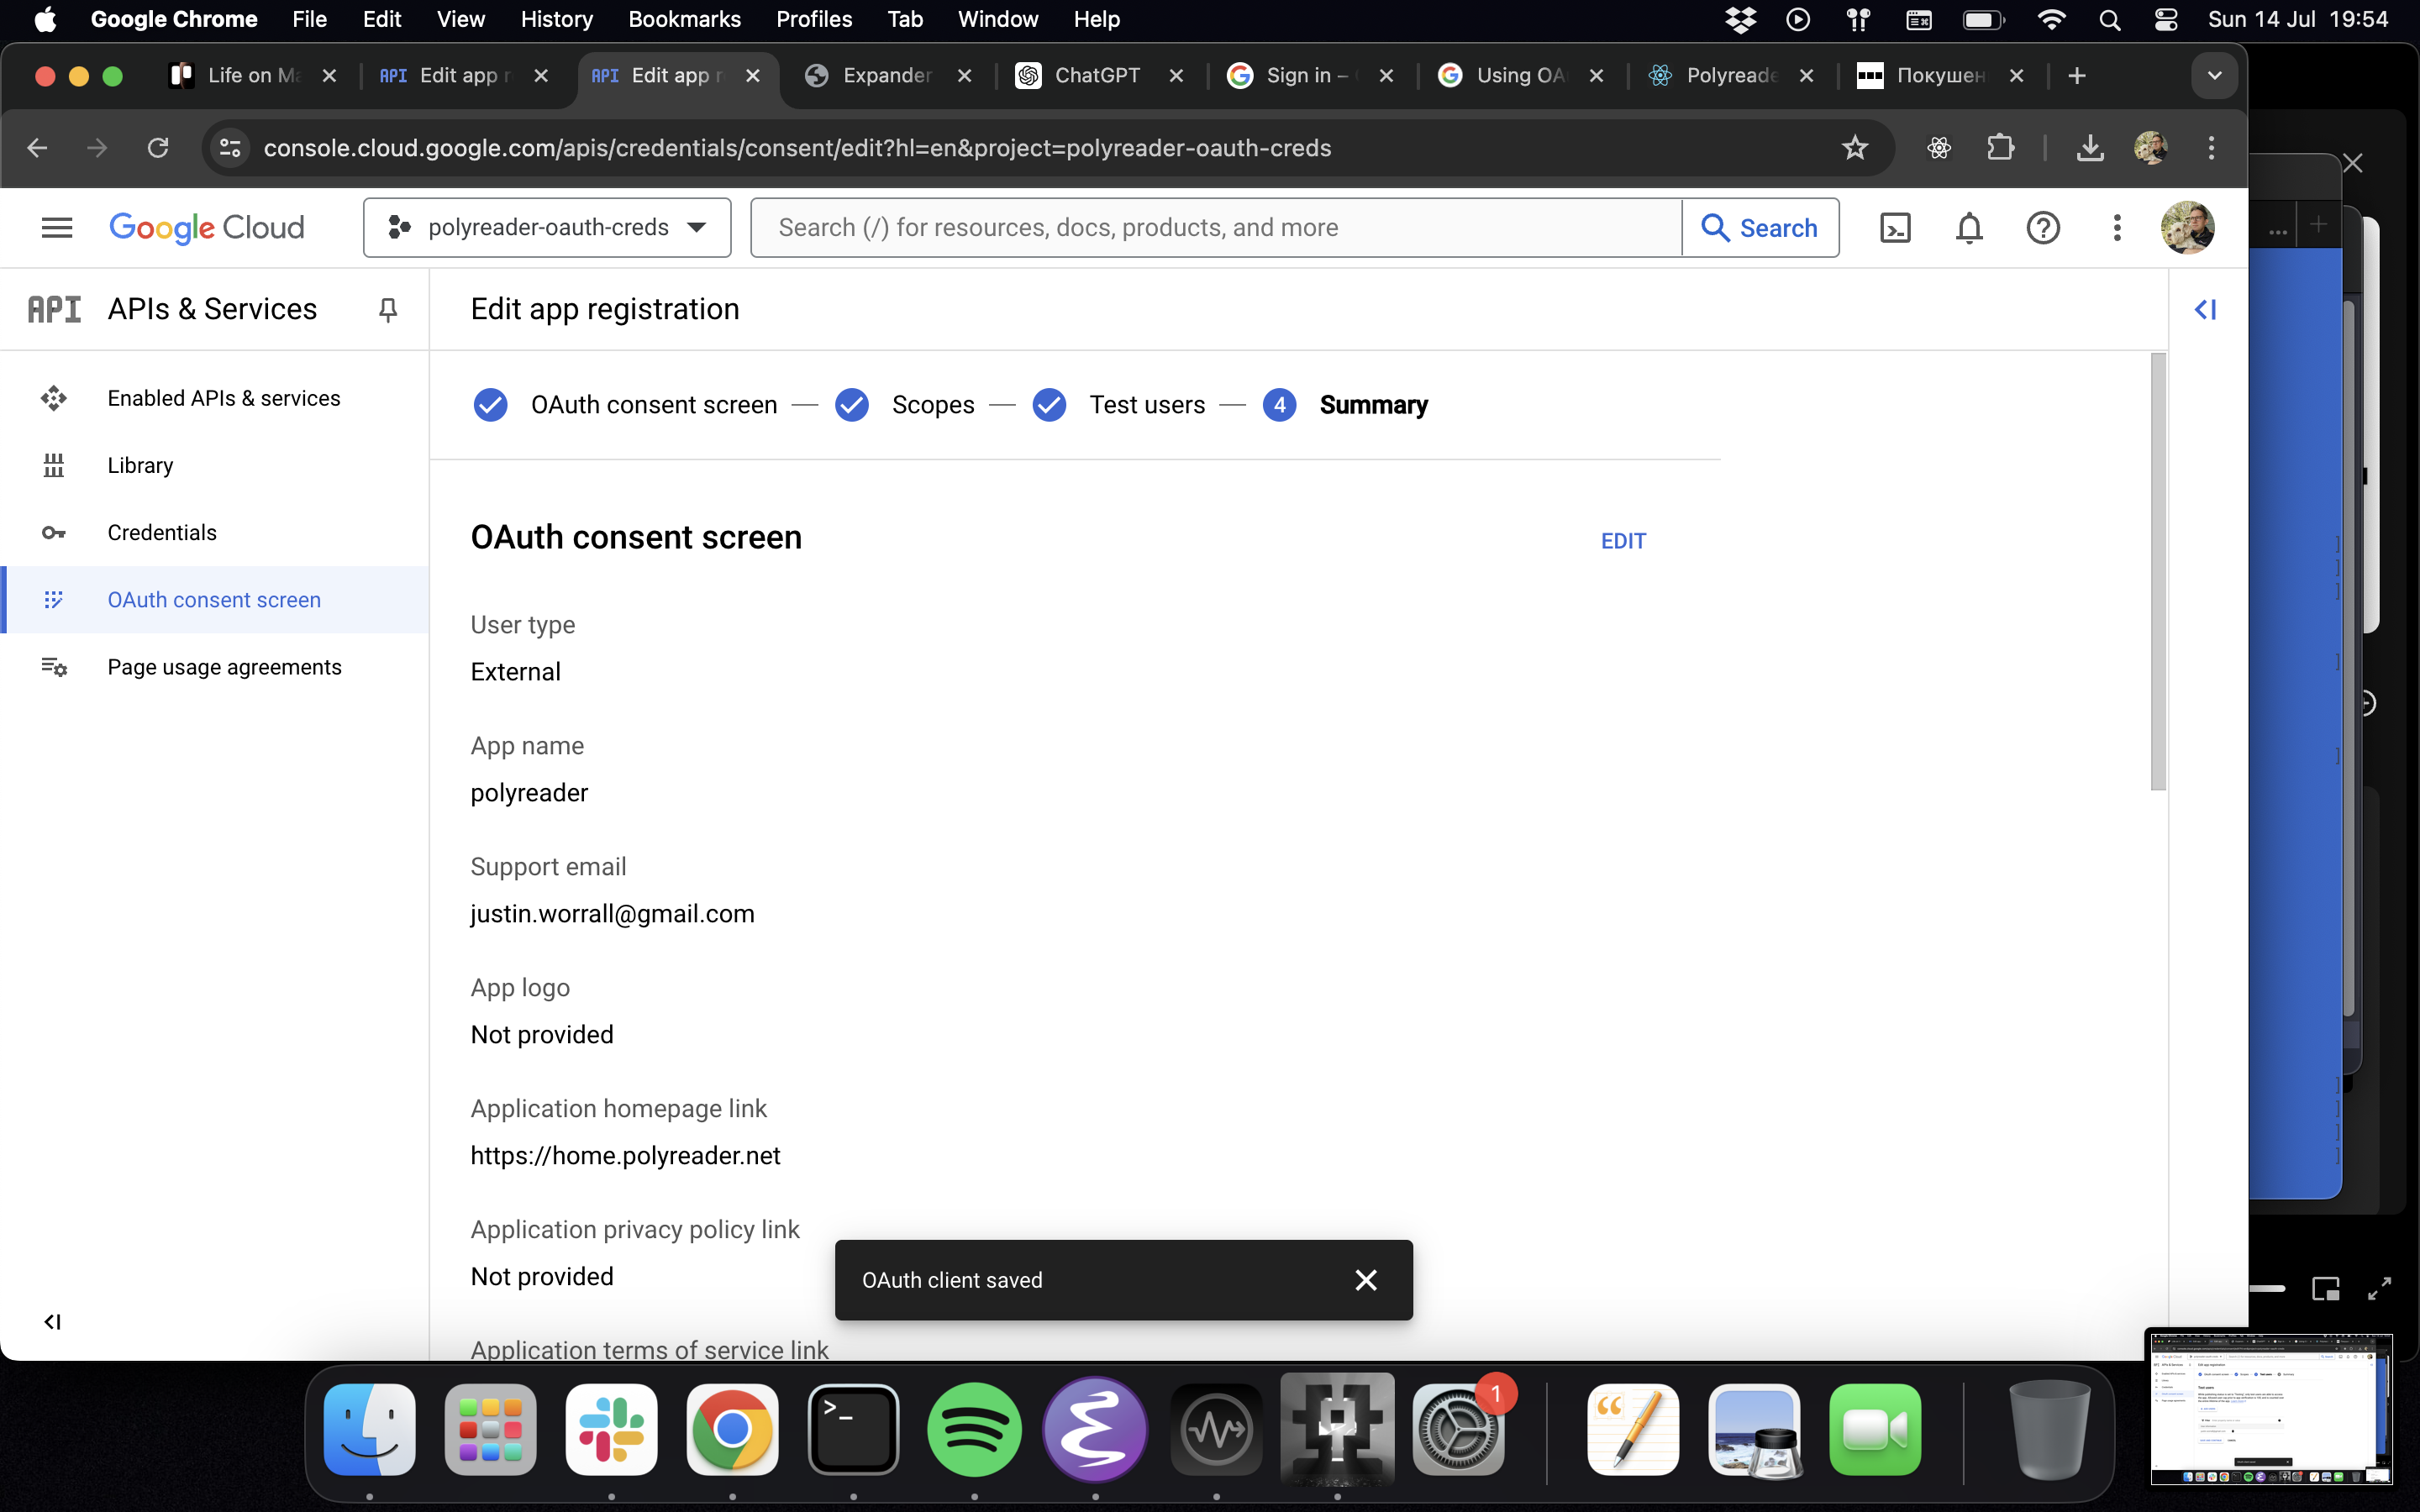 Google Chrome File Edit View History Bookmarks Profiles Tab Window Help Sun 14 Jul 19:54
Life on Ma API Edit app r API Edit app r Expander ChatGPT Sign in – Using OA Polyreade Покушен
console.cloud.google.com/apis/credentials/consent/edit?hl=en&project=polyreader-oauth-creds
Google Cloud polyreader-oauth-creds Search (/) for resources, docs, products, and more Search
API APIs & Services Edit app registration
Enabled APIs & services
Library
Credentials
OAuth consent screen
Page usage agreements
OAuth consent screen — Scopes — Test users — 4 Summary
OAuth consent screen EDIT
User type
External
App name
polyreader
Support email
justin.worrall@gmail.com
App logo
Not provided
Application homepage link
https://home.polyreader.net
Application privacy policy link
Not provided
OAuth client saved
Application terms of service link
1